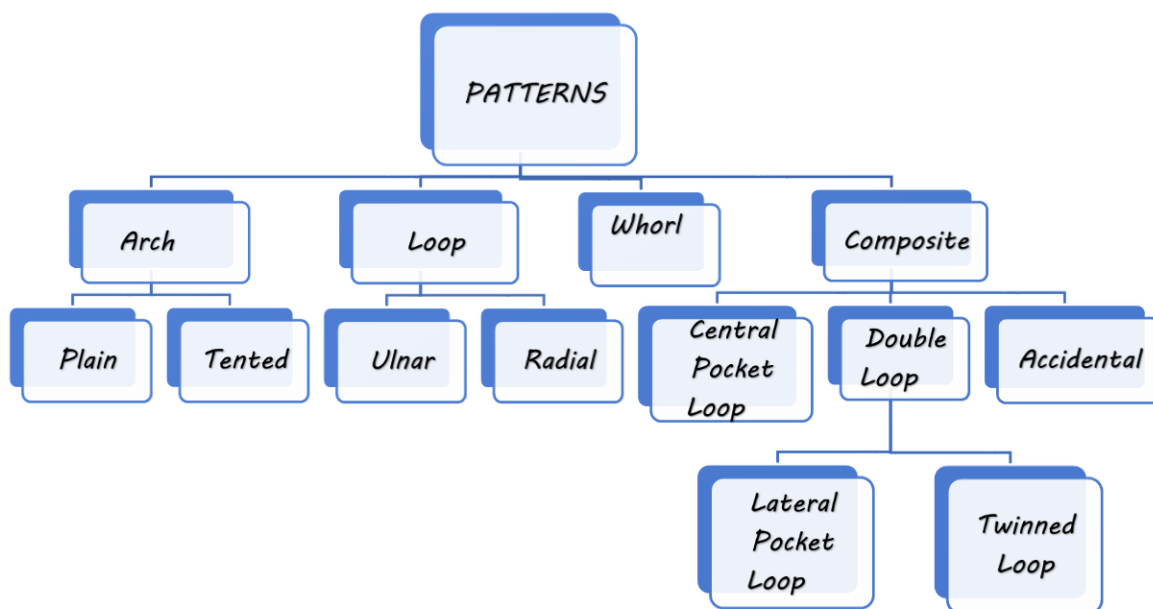 PATTERNS
Arch
Loop
Whorl
Composite
Plain
Tented
Ulnar
Radial
Central
Pocket
Loop
Double
Loop
Accidental
Lateral
Pocket
Loop
Twinned
Loop